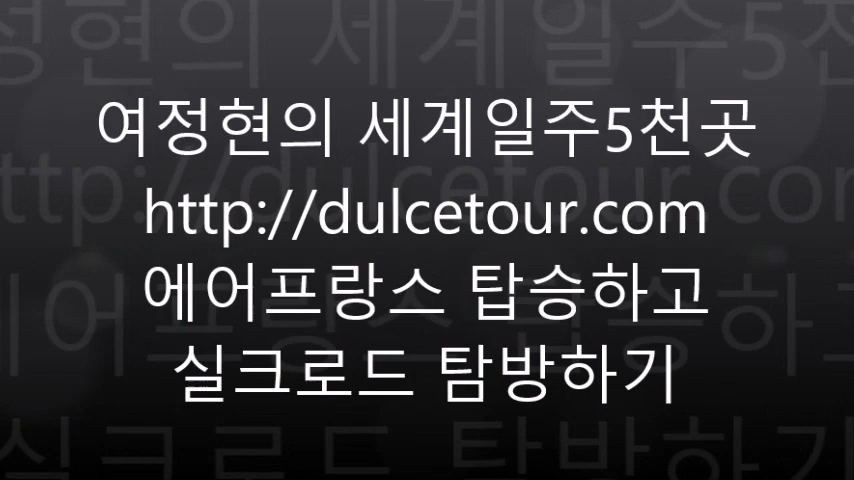 여정현의 세계일주5천곳
http://dulcetour.com
에어프랑스 탑승하고
실크로드 탐방하기